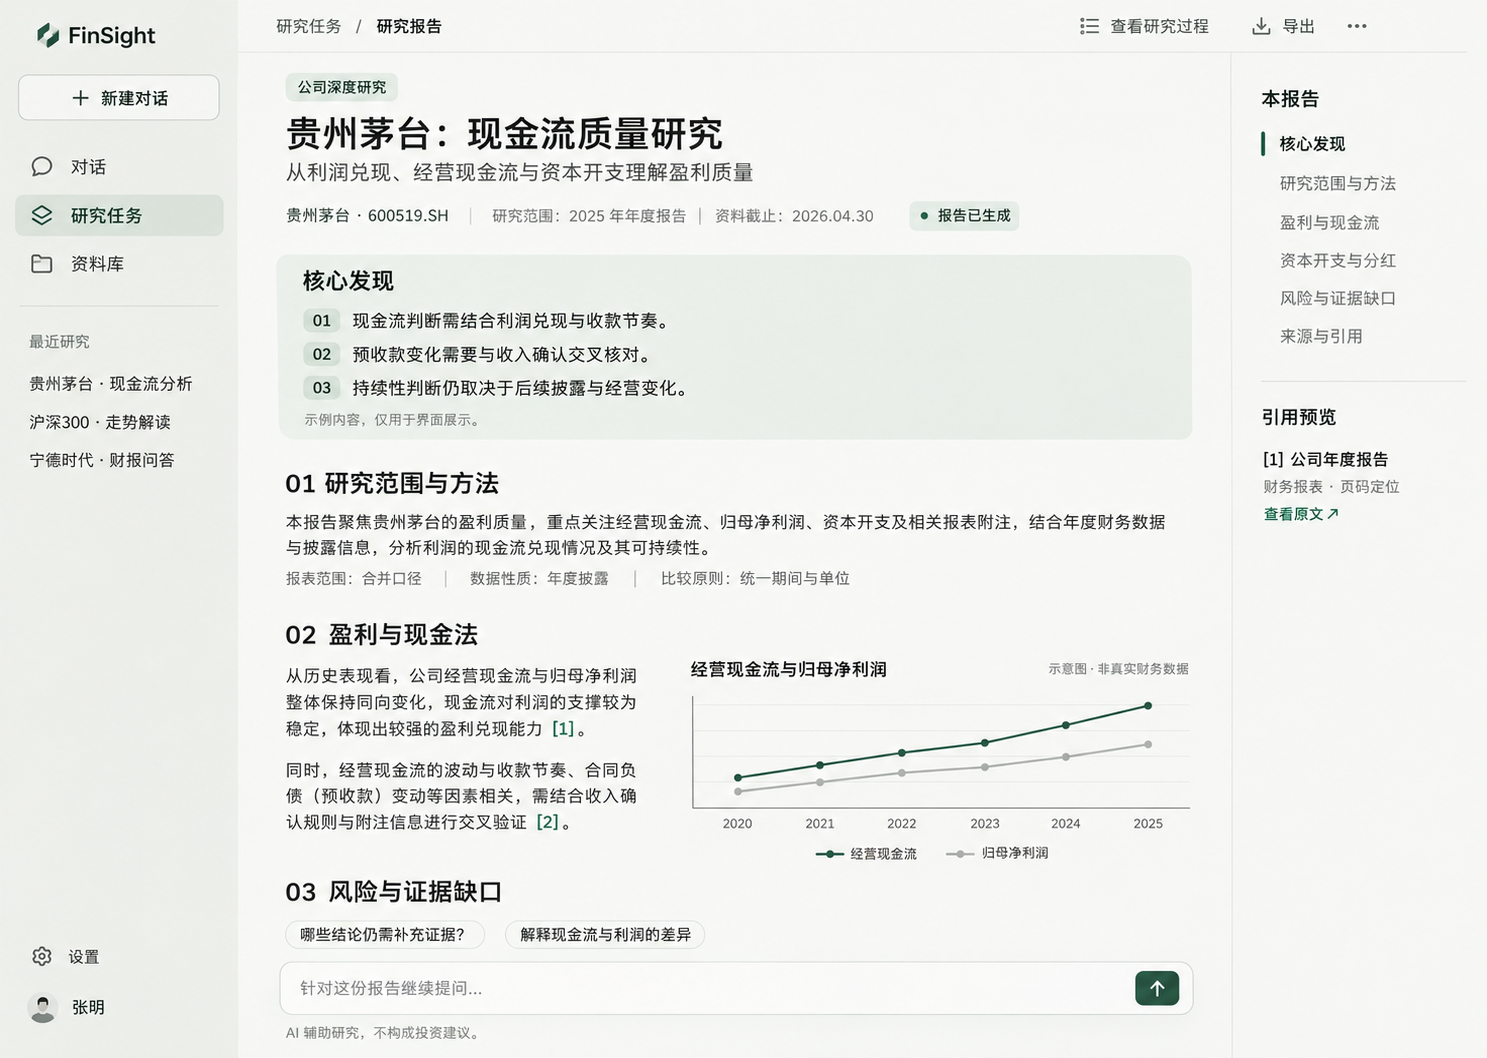 FinSight
新建对话
对话
研究任务
资料库
最近研究
贵州茅台 · 现金流分析
沪深300 · 走势解读
宁德时代 · 财报问答
设置
张明
研究任务 / 研究报告
查看研究过程
导出
公司深度研究
贵州茅台：现金流质量研究
从利润兑现、经营现金流与资本开支理解盈利质量
贵州茅台 · 600519.SH | 研究范围：2025 年年度报告 | 资料截止：2026.04.30
报告已生成
核心发现
01 现金流判断需结合利润兑现与收款节奏。
02 预收款变化需要与收入确认交叉核对。
03 持续性判断仍取决于后续披露与经营变化。
示例内容，仅用于界面展示。
01 研究范围与方法
本报告聚焦贵州茅台的盈利质量，重点关注经营现金流、归母净利润、资本开支及相关报表附注，结合年度财务数据
与披露信息，分析利润的现金流兑现情况及其可持续性。
报表范围：合并口径 | 数据性质：年度披露 | 比较原则：统一期间与单位
02 盈利与现金法
从历史表现看，公司经营现金流与归母净利润
整体保持同向变化，现金流对利润的支撑较为
稳定，体现出较强的盈利兑现能力 [1]。
同时，经营现金流的波动与收款节奏、合同负
债（预收款）变动等因素相关，需结合收入确
认规则与附注信息进行交叉验证 [2]。
经营现金流与归母净利润
示意图 · 非真实财务数据
2020 2021 2022 2023 2024 2025
经营现金流 归母净利润
03 风险与证据缺口
哪些结论仍需补充证据？
解释现金流与利润的差异
针对这份报告继续提问...
AI 辅助研究，不构成投资建议。
本报告
核心发现
研究范围与方法
盈利与现金流
资本开支与分红
风险与证据缺口
来源与引用
引用预览
[1] 公司年度报告
财务报表 · 页码定位
查看原文↗